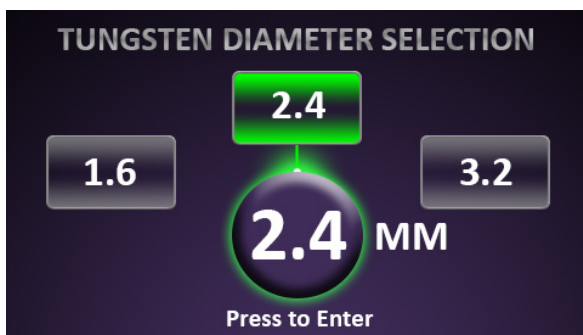 TUNGSTEN DIAMETER SELECTION
2.4
1.6
3.2
2.4 MM
Press to Enter